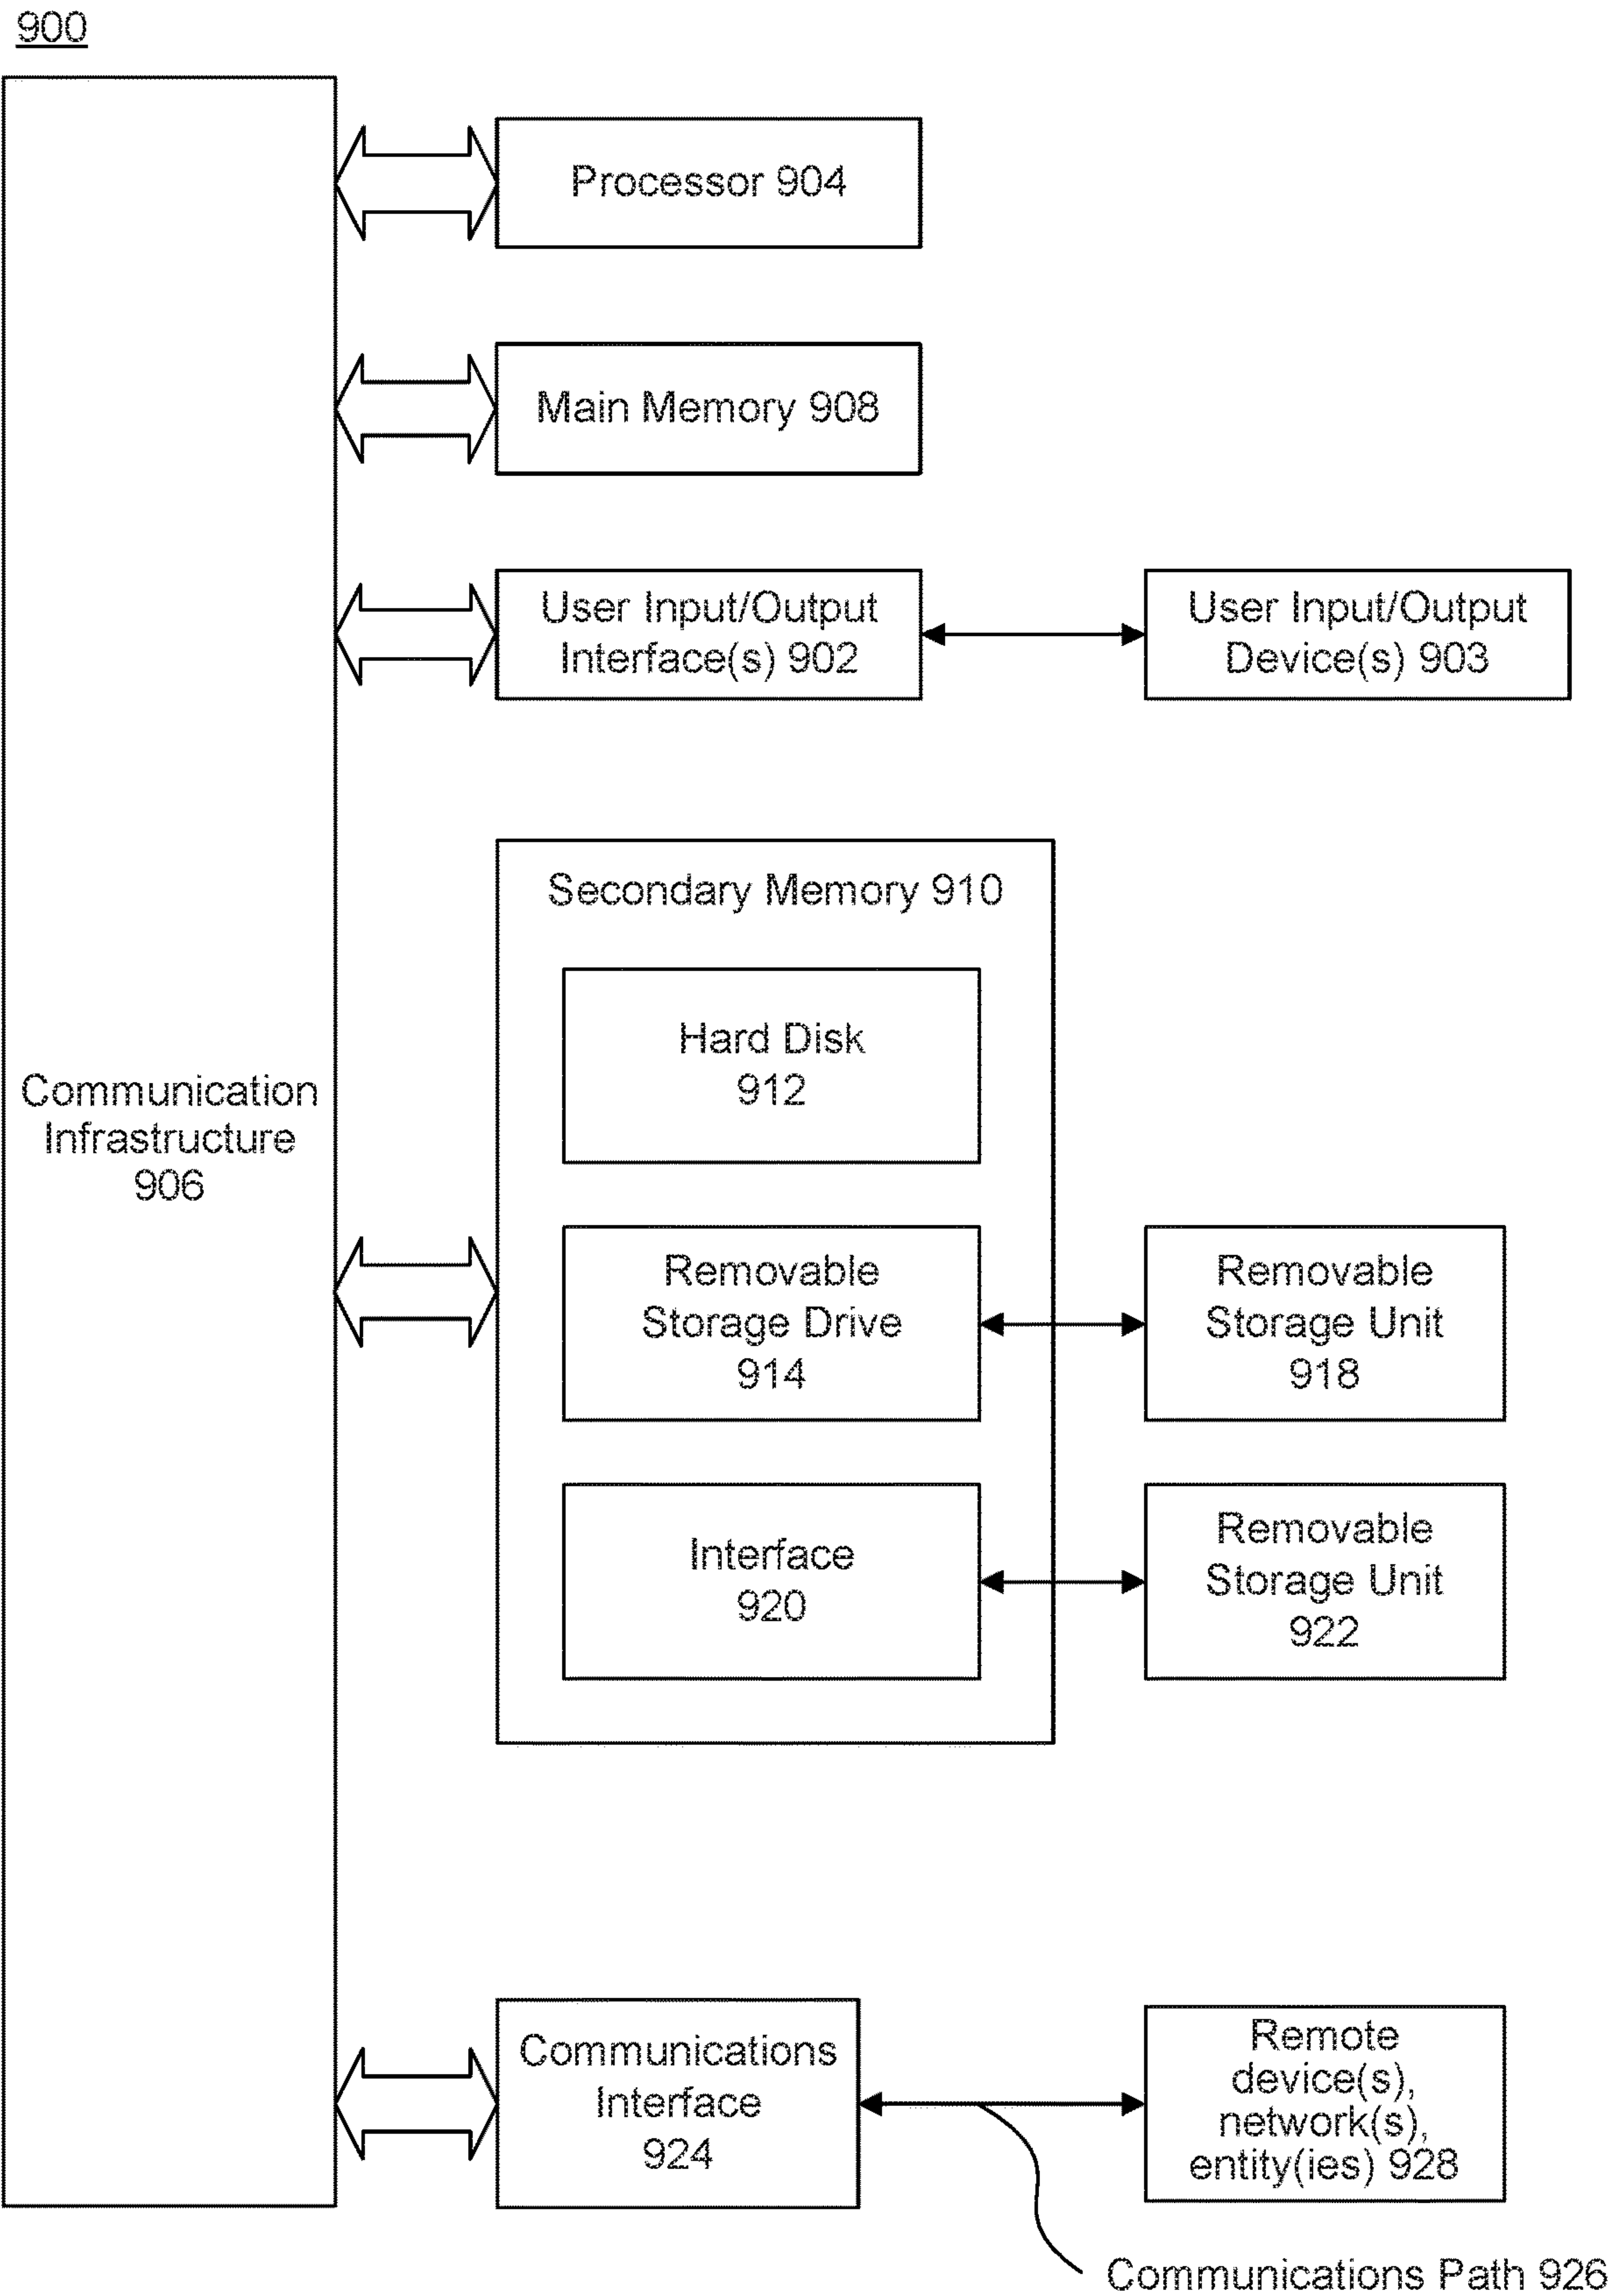 900
Processor 904
Main Memory 908
User Input/Output
Interface(s) 902
User Input/Output
Device(s) 903
Communication
Infrastructure
906
Secondary Memory 910
Hard Disk
912
Removable
Storage Drive
914
Removable
Storage Unit
918
Interface
920
Removable
Storage Unit
922
Communications
Interface
924
Remote
device(s),
network(s),
entity(ies) 928
Communications Path 926